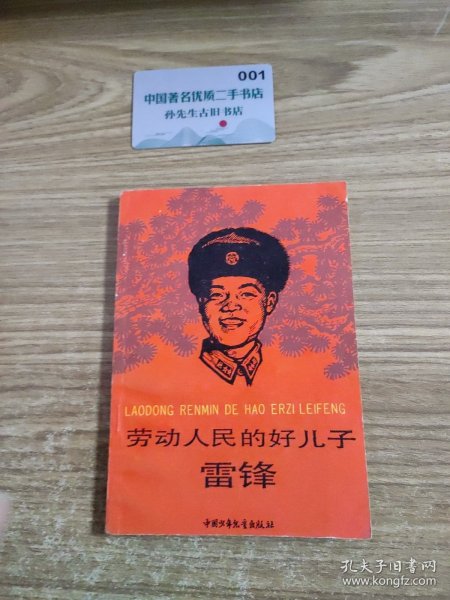 001
中国著名优质二手书店
孙先生古旧书店
LAODONG RENMIN DE HAO ERZI LEIFENG
劳动人民的好儿子
雷锋
中国少年儿童出版社
孔夫子旧书网
www.kongfz.com